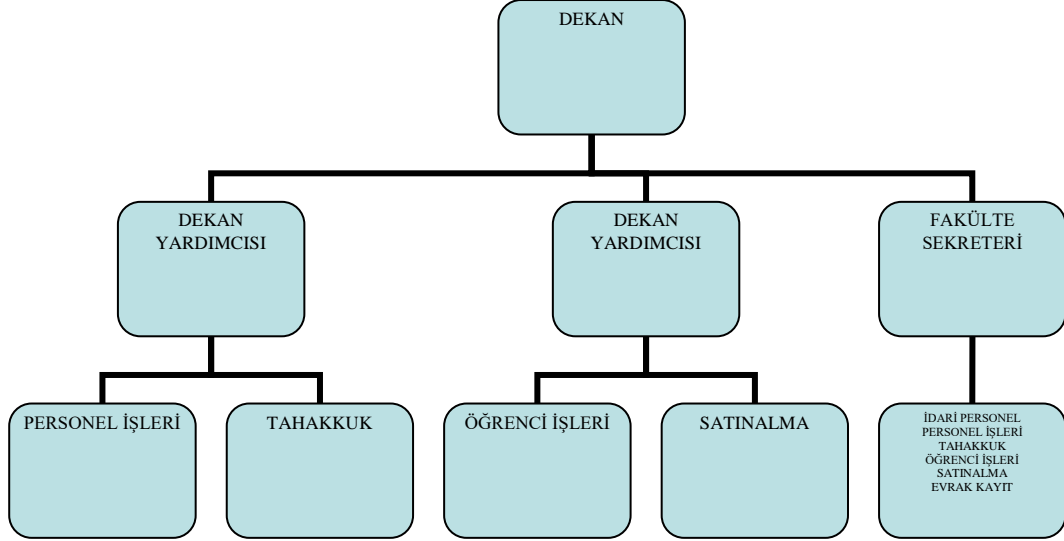 DEKAN
DEKAN
YARDIMCISI
DEKAN
YARDIMCISI
FAKÜLTE
SEKRETERİ
PERSONEL İŞLERİ
TAHAKKUK
ÖĞRENCİ İŞLERİ
SATINALMA
İDARİ PERSONEL
PERSONEL İŞLERİ
TAHAKKUK
ÖĞRENCİ İŞLERİ
SATINALMA
EVRAK KAYIT